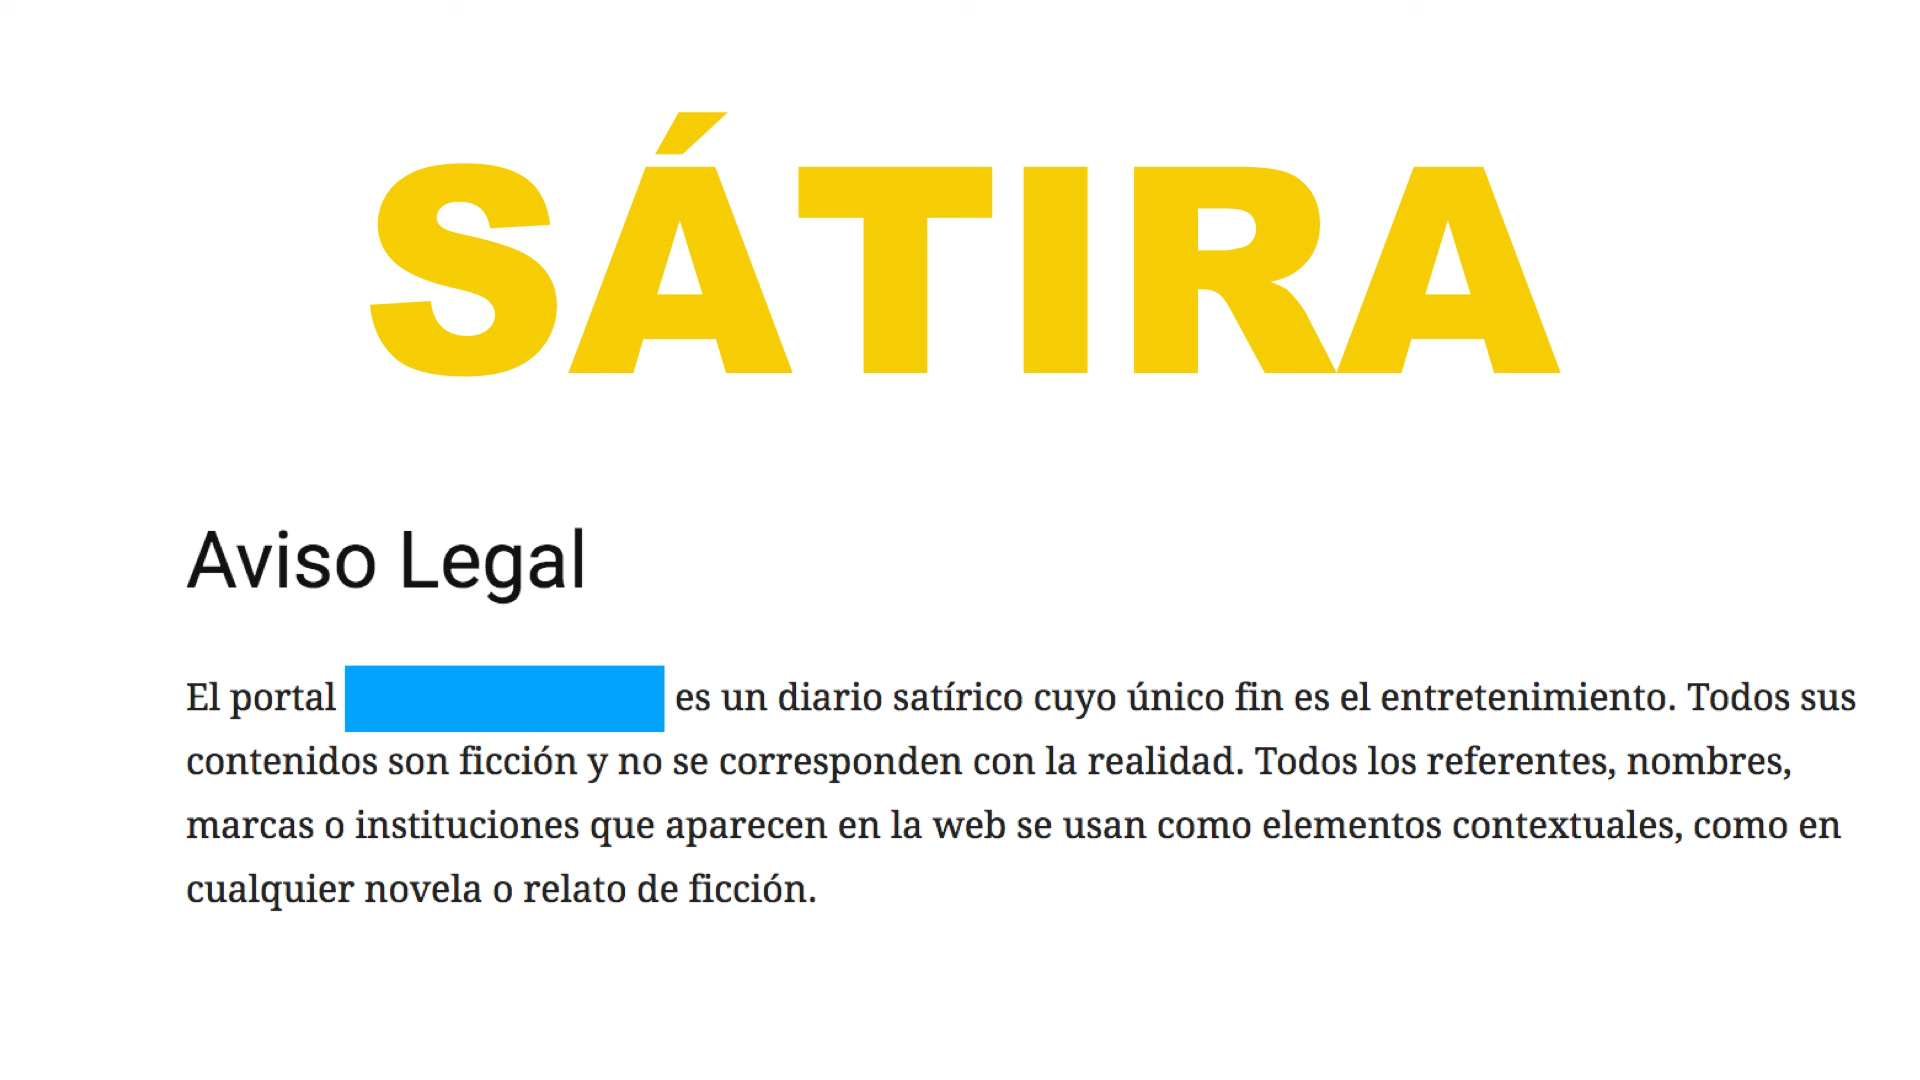 SÁTIRA
Aviso Legal
El portal es un diario satírico cuyo único fin es el entretenimiento. Todos sus
contenidos son ficción y no se corresponden con la realidad. Todos los referentes, nombres,
marcas o instituciones que aparecen en la web se usan como elementos contextuales, como en
cualquier novela o relato de ficción.